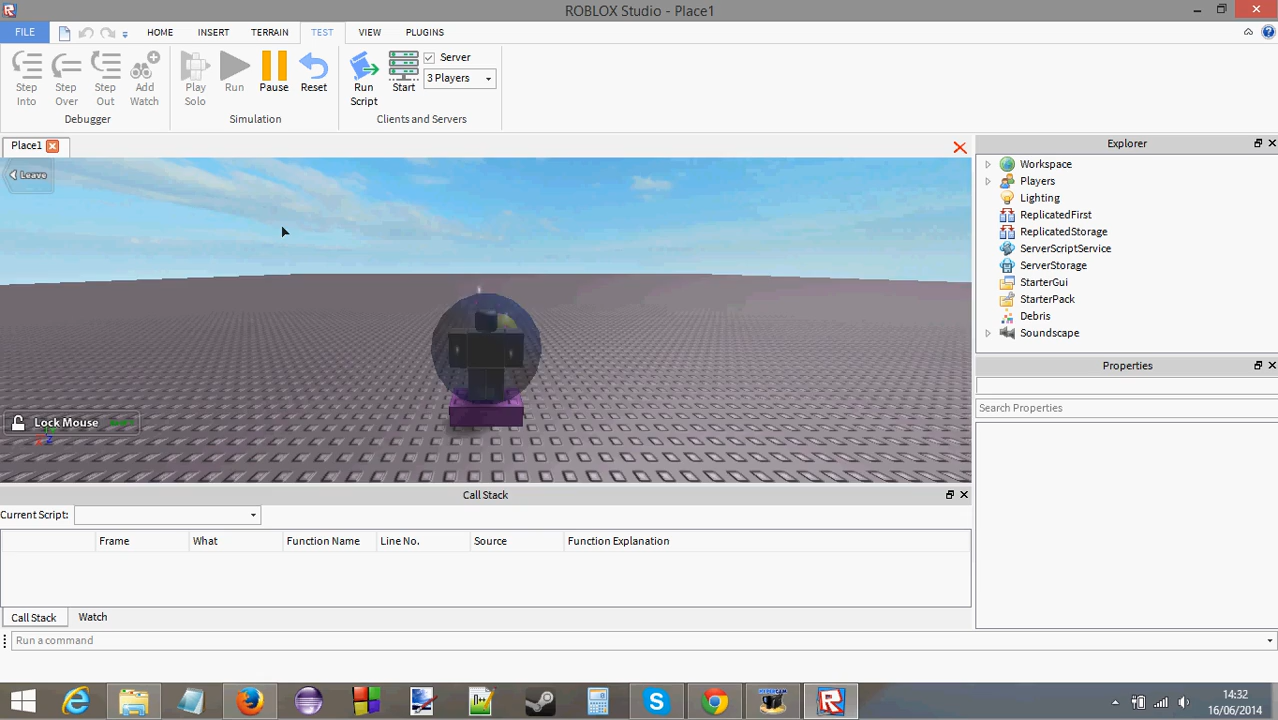 ROBLOX Studio - Place1
FILE HOME INSERT TERRAIN TEST VIEW PLUGINS
Step Into
Step Over
Step Out
Add Watch
Debugger
Play Solo
Run
Pause
Reset
Simulation
Run Script
Start
Server
3 Players
Clients and Servers
Place1
Leave
Lock Mouse
Z
Explorer
Workspace
Players
Lighting
ReplicatedFirst
ReplicatedStorage
ServerScriptService
ServerStorage
StarterGui
StarterPack
Debris
Soundscape
Properties
Search Properties
Call Stack
Current Script:
Frame What Function Name Line No. Source Function Explanation
Call Stack Watch
Run a command
14:32
16/06/2014